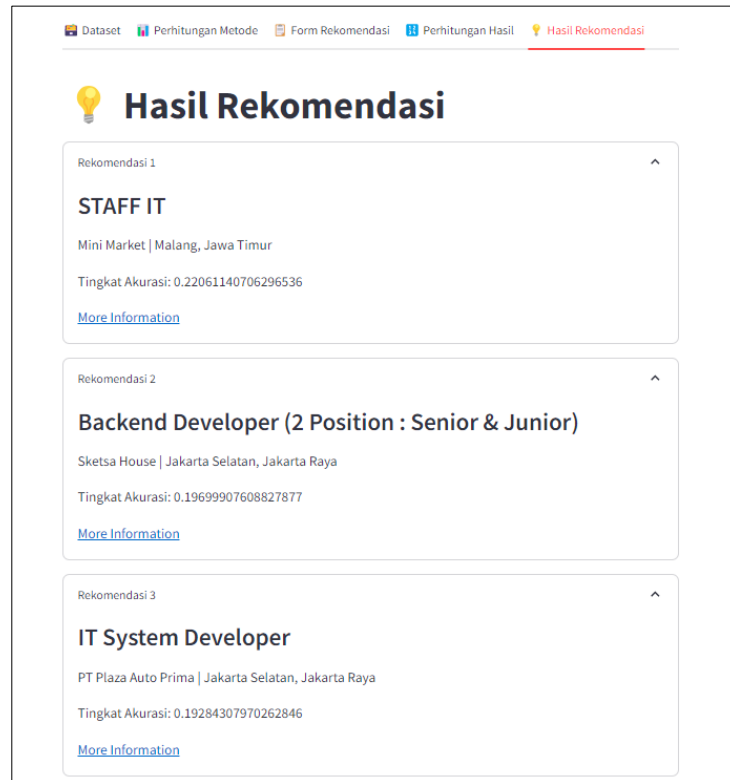 Dataset Perhitungan Metode Form Rekomendasi Perhitungan Hasil Hasil Rekomendasi
Hasil Rekomendasi
Rekomendasi 1
STAFF IT
Mini Market | Malang, Jawa Timur
Tingkat Akurasi: 0.22061140706296536
More Information
Rekomendasi 2
Backend Developer (2 Position : Senior & Junior)
Sketsa House | Jakarta Selatan, Jakarta Raya
Tingkat Akurasi: 0.19699907608827877
More Information
Rekomendasi 3
IT System Developer
PT Plaza Auto Prima | Jakarta Selatan, Jakarta Raya
Tingkat Akurasi: 0.19284307970262846
More Information